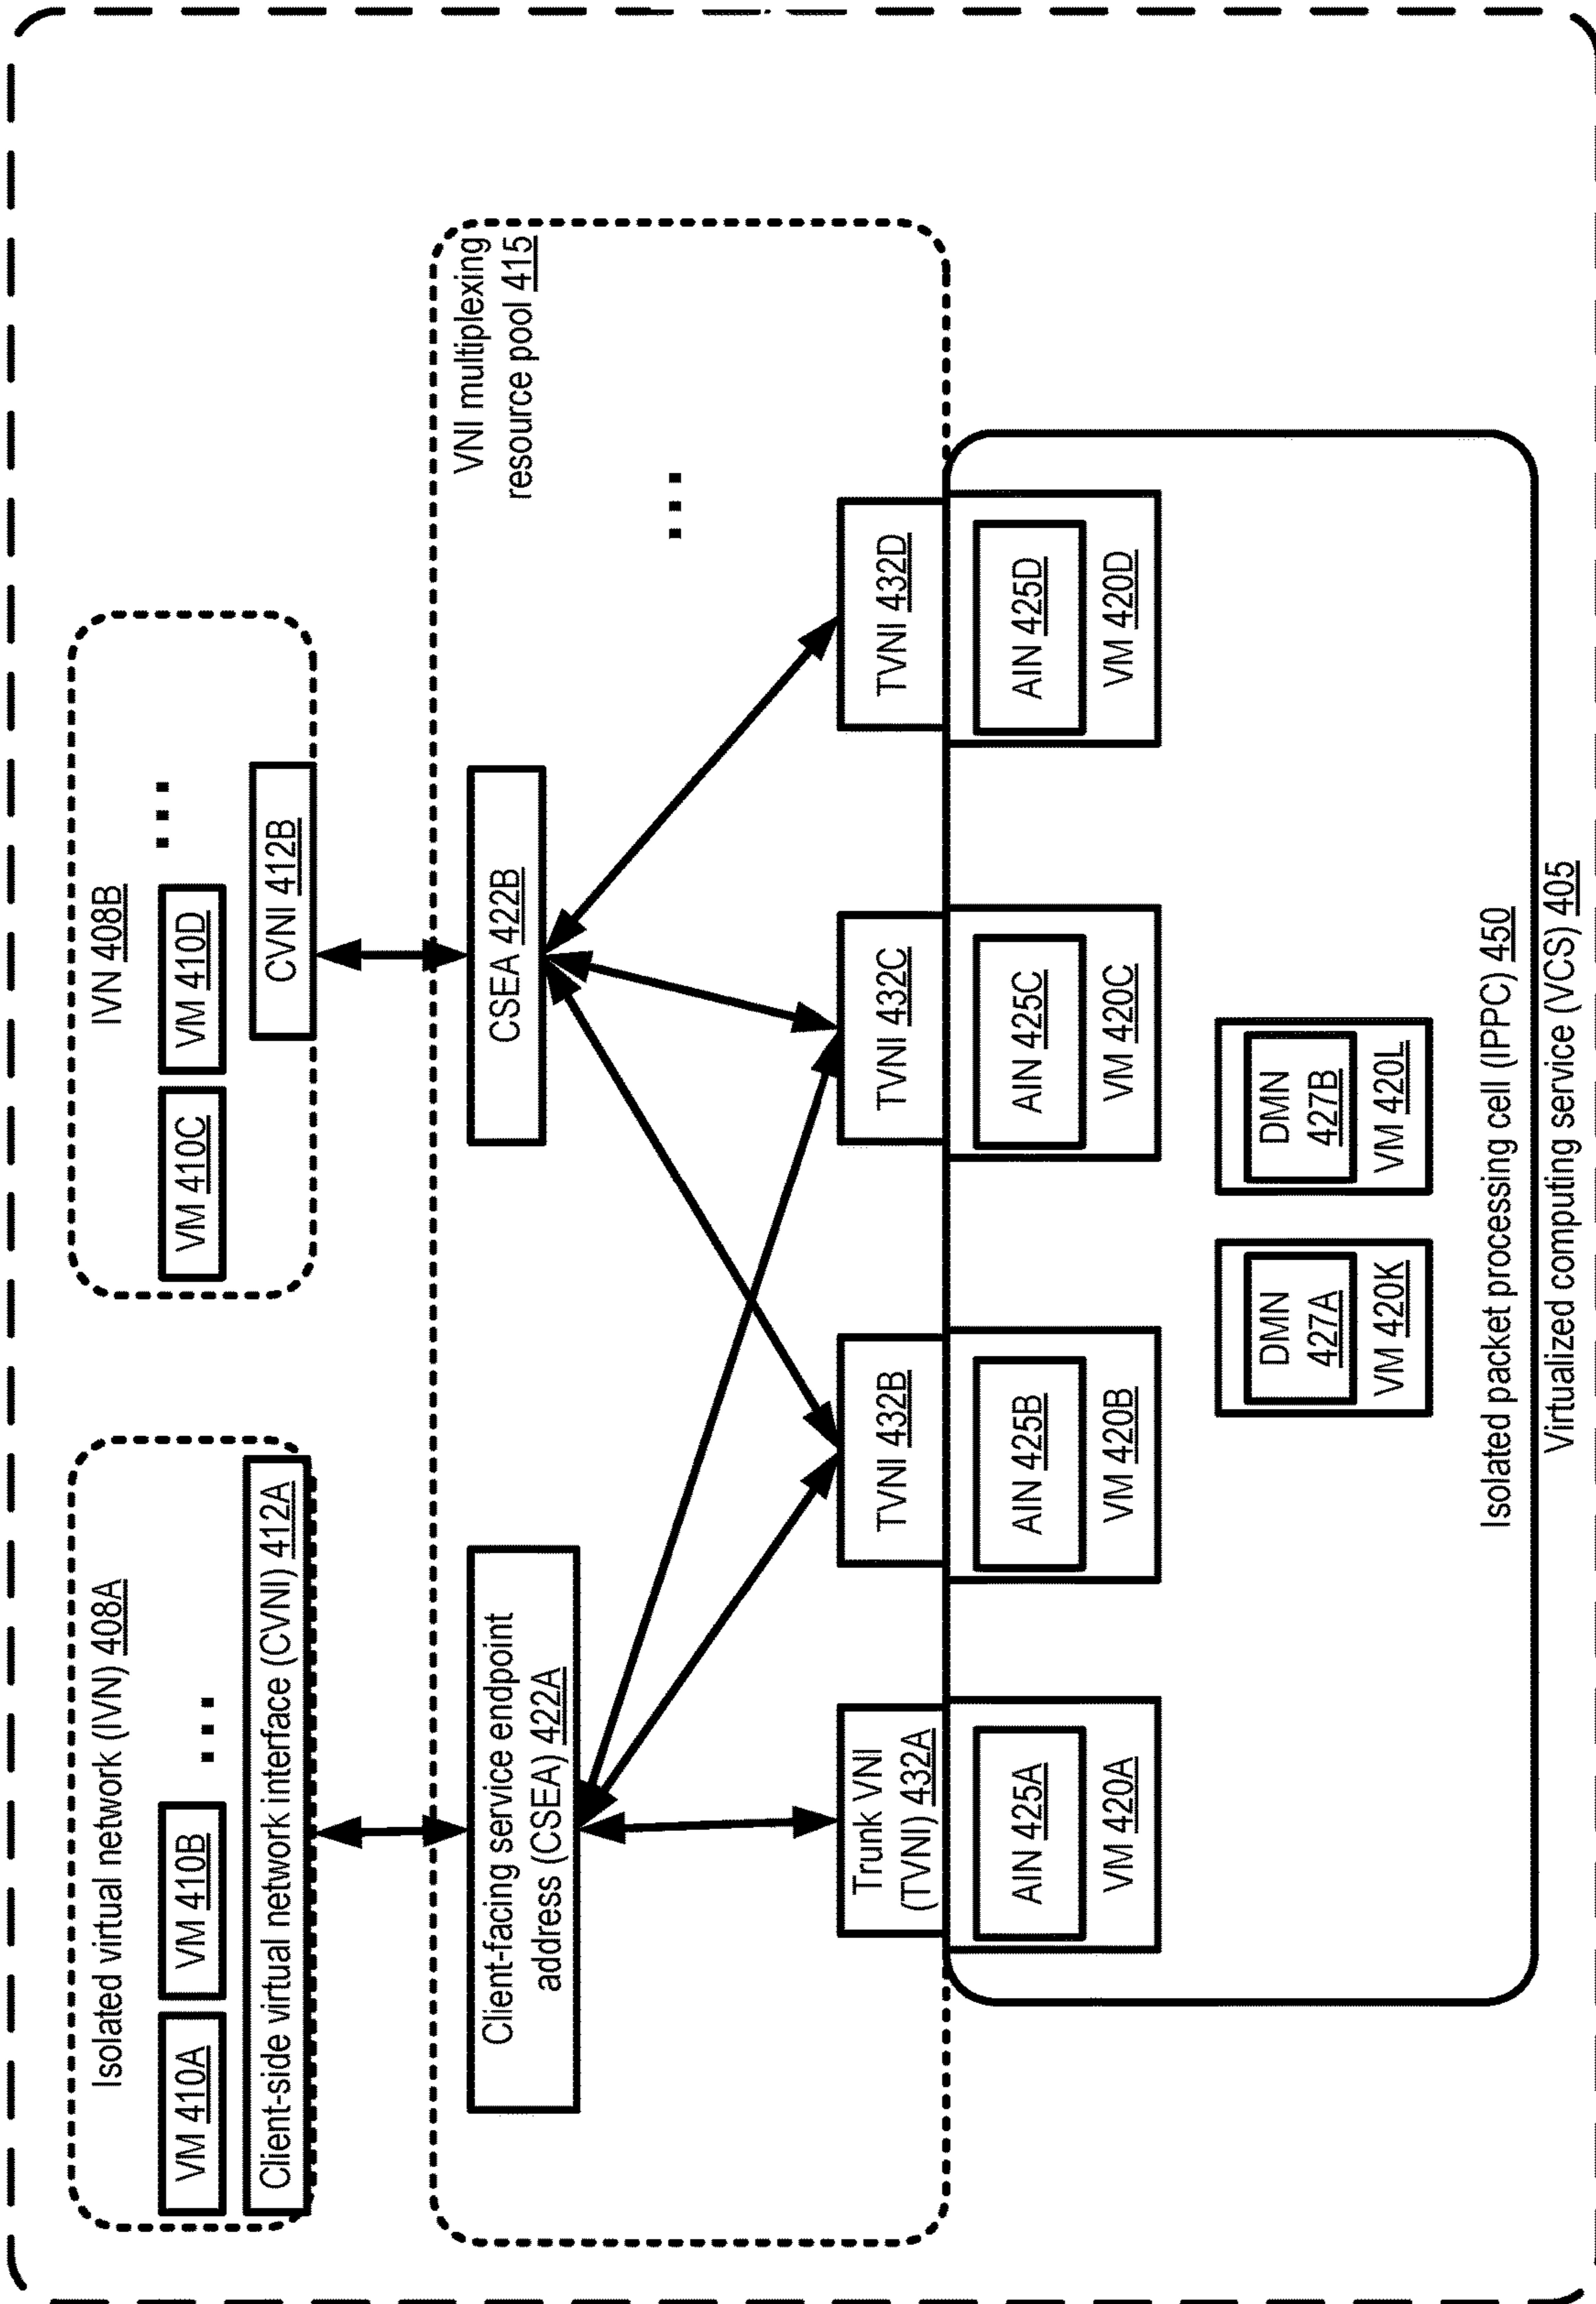 Isolated virtual network (IVN) 408A
VM 410A
VM 410B
...
Client-side virtual network interface (CVNI) 412A
IVN 408B
VM 410C
VM 410D
...
CVNI 412B
VNI multiplexing
resource pool 415
Client-facing service endpoint
address (CSEA) 422A
CSEA 422B
...
Trunk VNI
(TVNI) 432A
TVNI 432B
TVNI 432C
TVNI 432D
AIN 425A
VM 420A
AIN 425B
VM 420B
AIN 425C
VM 420C
AIN 425D
VM 420D
DMN
427A
VM 420K
DMN
427B
VM 420L
Isolated packet processing cell (IPPC) 450
Virtualized computing service (VCS) 405